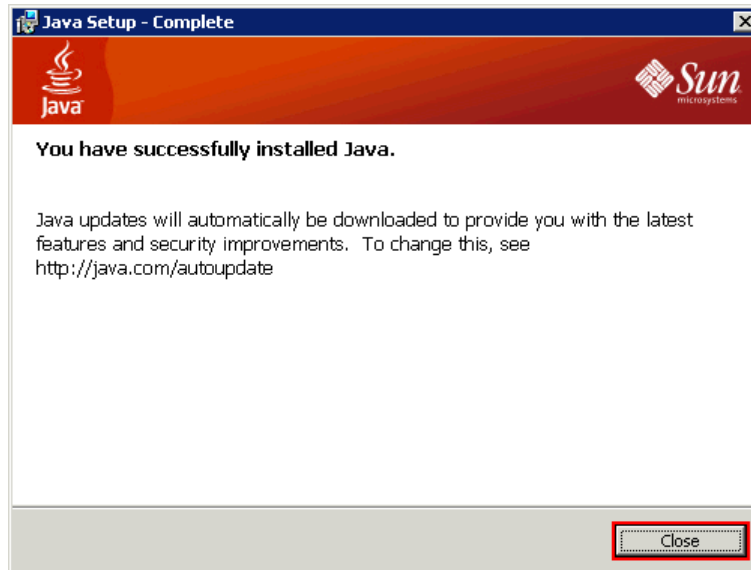 Java Setup - Complete
Java
Sun
microsystems
You have successfully installed Java.
Java updates will automatically be downloaded to provide you with the latest
features and security improvements. To change this, see
http://java.com/autoupdate
Close